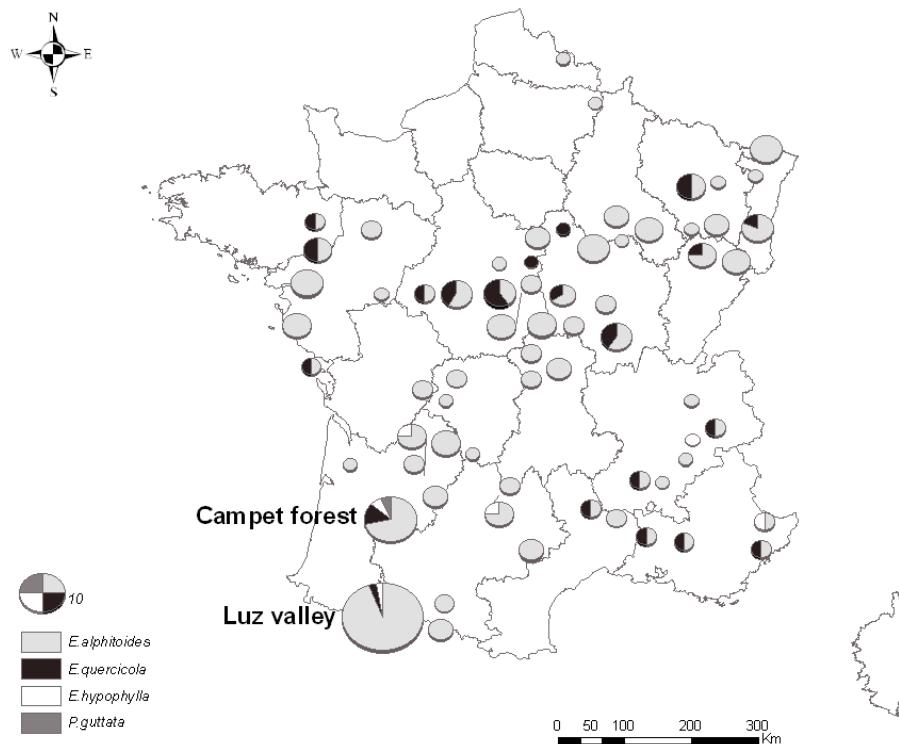 N
W E
S
Campet forest
Luz valley
10
E.alphitoides
E.quercicola
E.hypophylla
P.guttata
0 50 100 200 300
Km